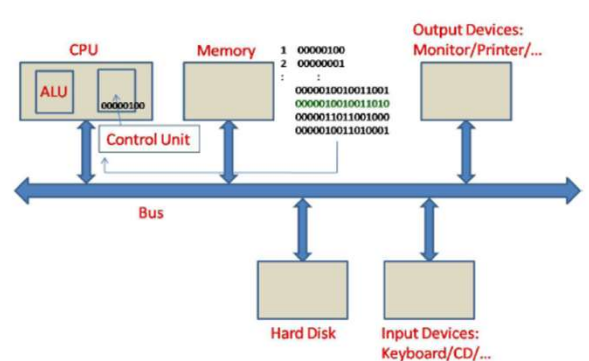 Output Devices:
Monitor/Printer/...
CPU
Memory
1 00000100
2 00000001
: :
0000010010011001
0000010010011010
0000011011001000
0000010011010001
ALU
00000100
Control Unit
Bus
Hard Disk
Input Devices:
Keyboard/CD/...